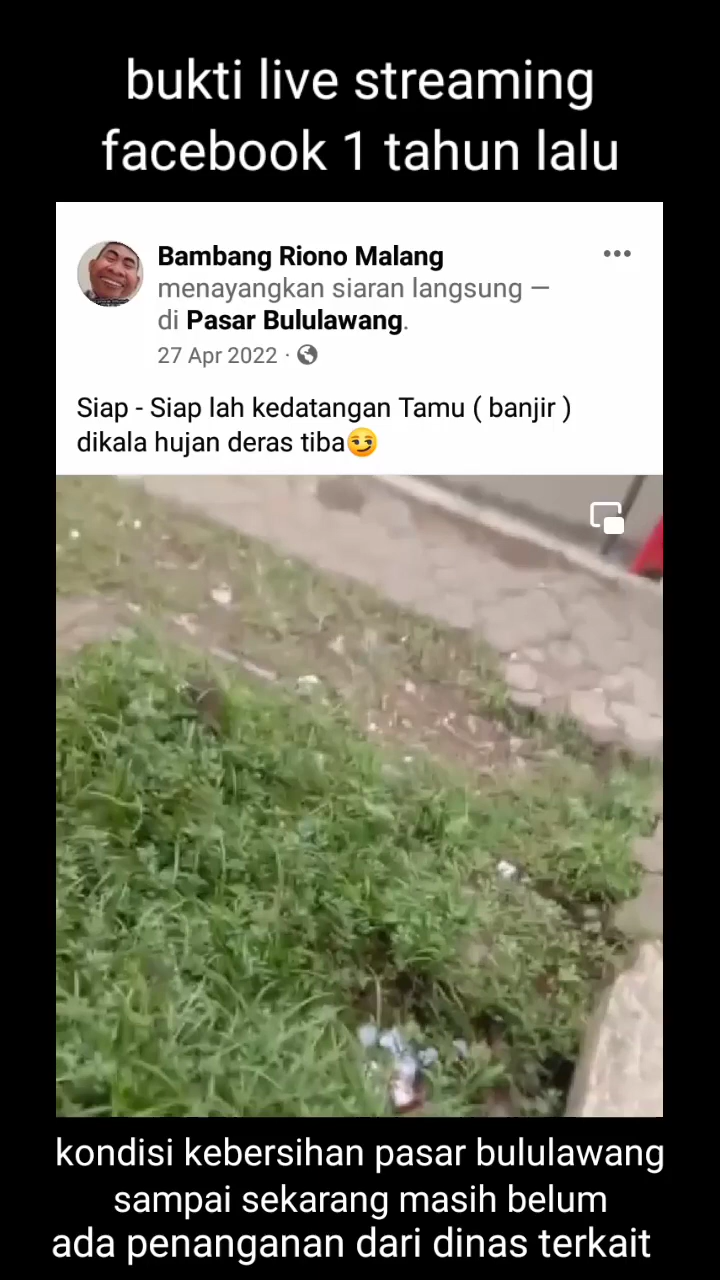 bukti live streaming
facebook 1 tahun lalu
Bambang Riono Malang
menayangkan siaran langsung —
di Pasar Bululawang.
27 Apr 2022 ·
Siap - Siap lah kedatangan Tamu ( banjir )
dikala hujan deras tiba😏
kondisi kebersihan pasar bululawang
sampai sekarang masih belum
ada penanganan dari dinas terkait